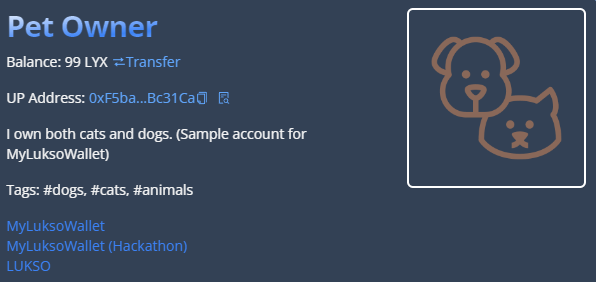 Pet Owner
Balance: 99 LYX ⇄Transfer
UP Address: 0xF5ba...Bc31Ca
I own both cats and dogs. (Sample account for
MyLuksoWallet)
Tags: #dogs, #cats, #animals
MyLuksoWallet
MyLuksoWallet (Hackathon)
LUKSO